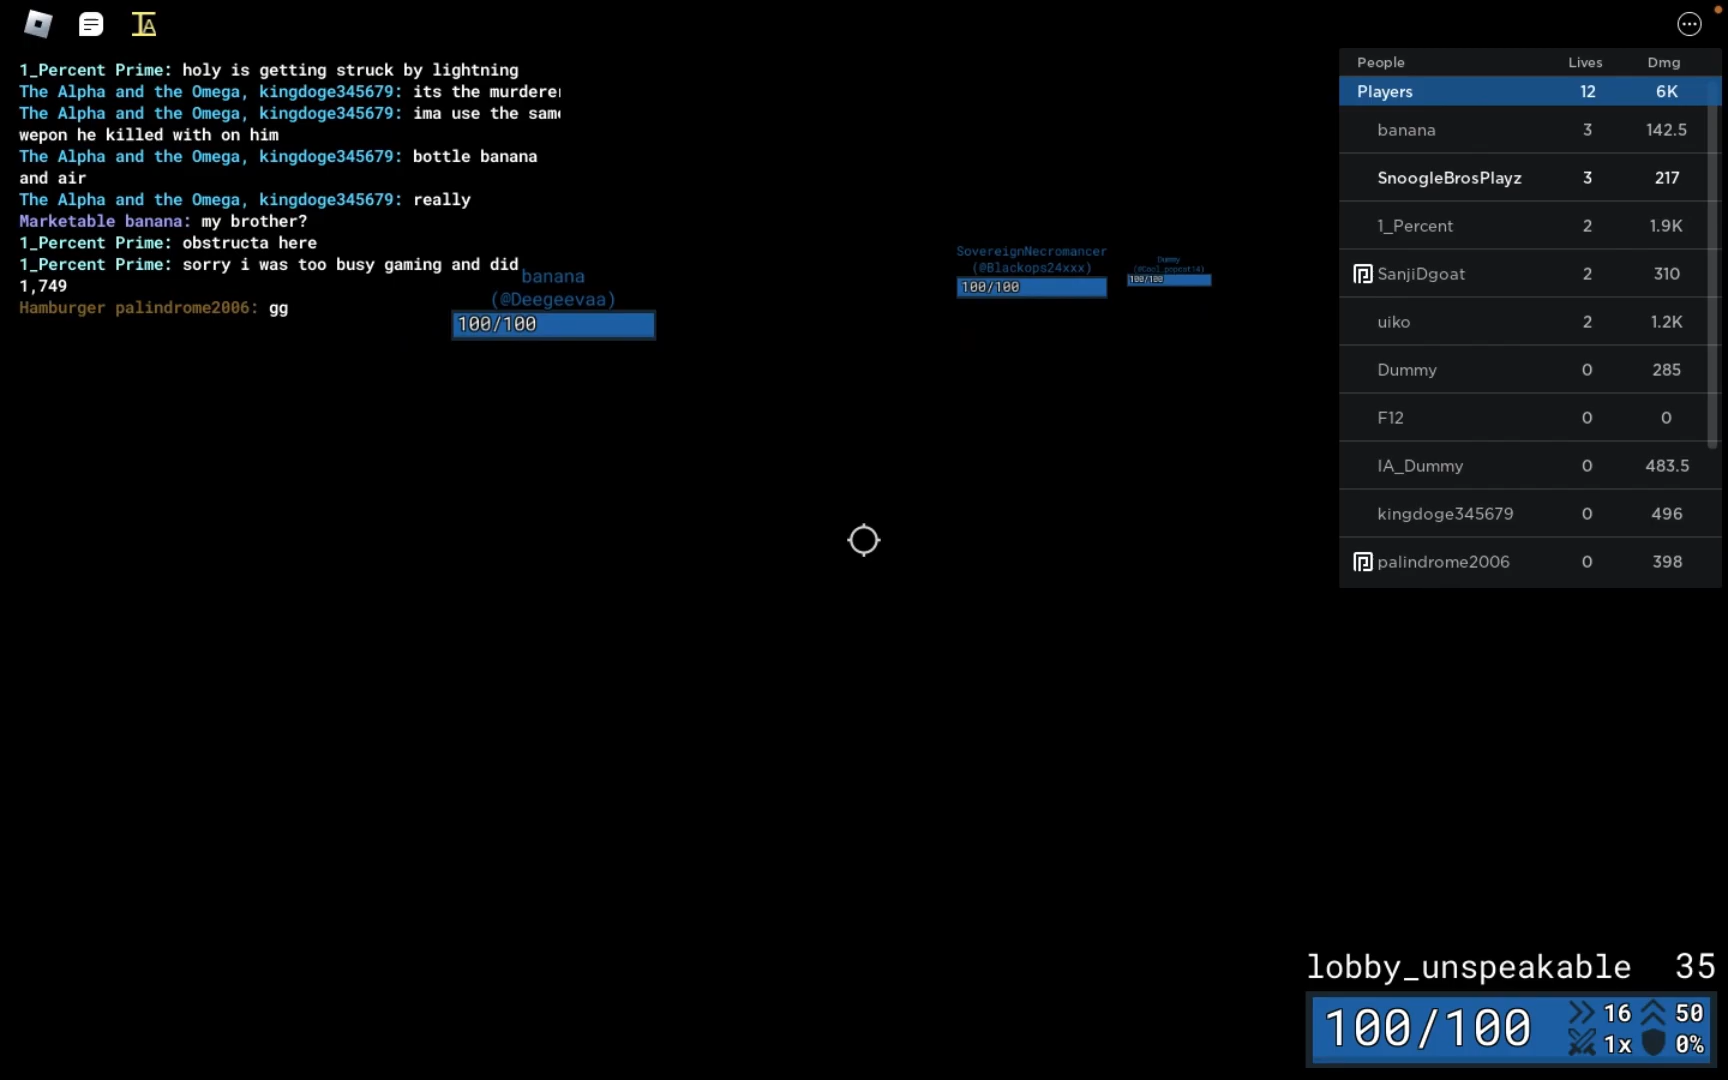 1_Percent Prime: holy is getting struck by lightning
The Alpha and the Omega, kingdoge345679: its the murderer
The Alpha and the Omega, kingdoge345679: ima use the same
wepon he killed with on him
The Alpha and the Omega, kingdoge345679: bottle banana
and air
The Alpha and the Omega, kingdoge345679: really
Marketable banana: my brother?
1_Percent Prime: obstructa here
1_Percent Prime: sorry i was too busy gaming and did
1,749
Hamburger palindrome2006: gg
banana
(@Deegeevaa)
100/100
SovereignNecromancer
(@Blackops24xxx)
100/100
Dummy
(@Cool_popcat14)
100/100
People Lives Dmg
Players 12 6K
banana 3 142.5
SnoogleBrosPlayz 3 217
1_Percent 2 1.9K
SanjiDgoat 2 310
uiko 2 1.2K
Dummy 0 285
F12 0 0
IA_Dummy 0 483.5
kingdoge345679 0 496
palindrome2006 0 398
lobby_unspeakable 35
100/100 16 50
1x 0%